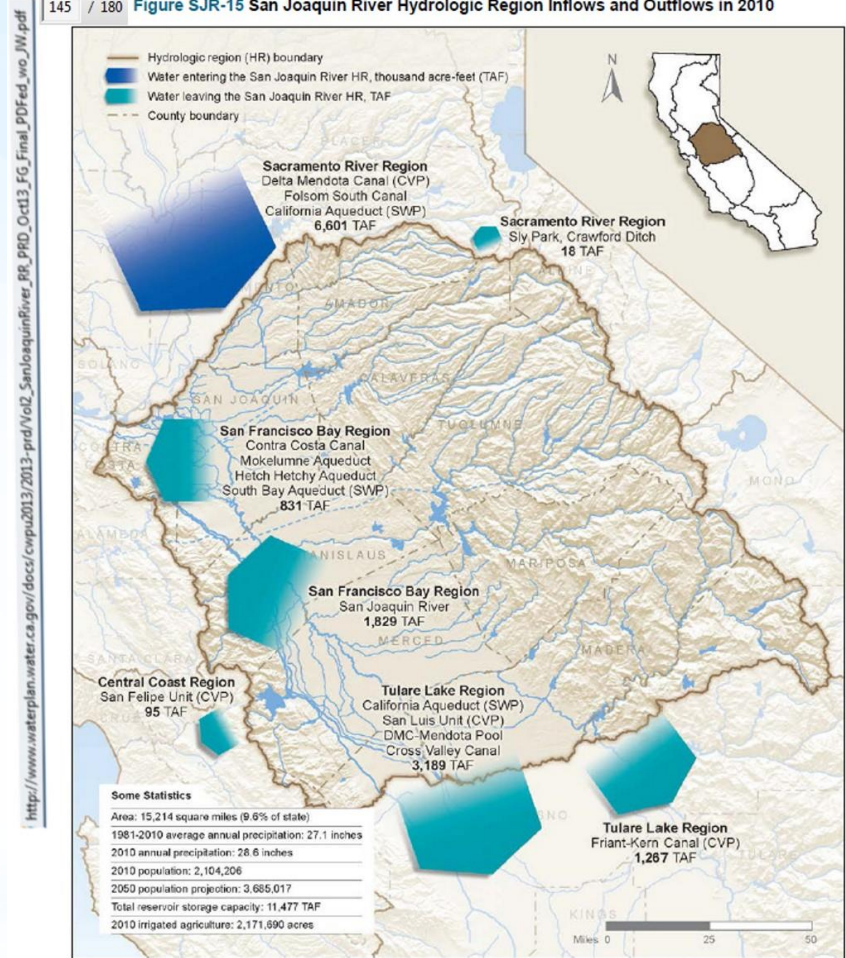 145 / 180
Figure SJR-15 San Joaquin River Hydrologic Region Inflows and Outflows in 2010
http://www.waterplan.water.ca.gov/docs/cwpu2013/2013-prd/Vol2_SanJoaquinRiver_RR_PRD_Oct13_FG_Final_PDFed_wo_JW.pdf
Hydrologic region (HR) boundary
Water entering the San Joaquin River HR, thousand acre-feet (TAF)
Water leaving the San Joaquin River HR, TAF
County boundary
N
PLACER
Sacramento River Region
Delta Mendota Canal (CVP)
Folsom South Canal
California Aqueduct (SWP)
6,601 TAF
Sacramento River Region
Sly Park, Crawford Ditch
18 TAF
ALPINE
AMADOR
SOLANO
CALAVERAS
SAN JOAQUIN
TUOLUMNE
San Francisco Bay Region
Contra Costa Canal
Mokelumne Aqueduct
Hetch Hetchy Aqueduct
South Bay Aqueduct (SWP)
831 TAF
MONO
ALAMEDA
MARIPOSA
San Francisco Bay Region
San Joaquin River
1,829 TAF
MERCED
MADERA
SANTA CLARA
Central Coast Region
San Felipe Unit (CVP)
95 TAF
Tulare Lake Region
California Aqueduct (SWP)
San Luis Unit (CVP)
DMC-Mendota Pool
Cross Valley Canal
3,189 TAF
Tulare Lake Region
Friant-Kern Canal (CVP)
1,267 TAF
TULARE
KINGS
Some Statistics
Area: 15,214 square miles (9.6% of state)
1981-2010 average annual precipitation: 27.1 inches
2010 annual precipitation: 28.6 inches
2010 population: 2,104,206
2050 population projection: 3,685,017
Total reservoir storage capacity: 11,477 TAF
2010 irrigated agriculture: 2,171,690 acres
Miles 0 25 50